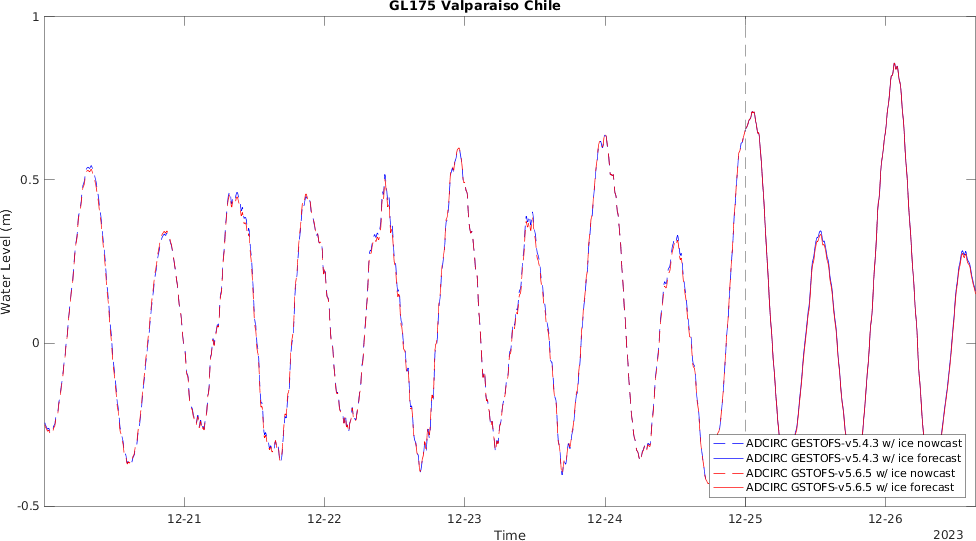 GL175 Valparaiso Chile
1
0.5
0
-0.5
Water Level (m)
12-21
12-22
12-23
12-24
12-25
12-26
Time
2023
ADCIRC GESTOFS-v5.4.3 w/ ice nowcast
ADCIRC GESTOFS-v5.4.3 w/ ice forecast
ADCIRC GSTOFS-v5.6.5 w/ ice nowcast
ADCIRC GSTOFS-v5.6.5 w/ ice forecast